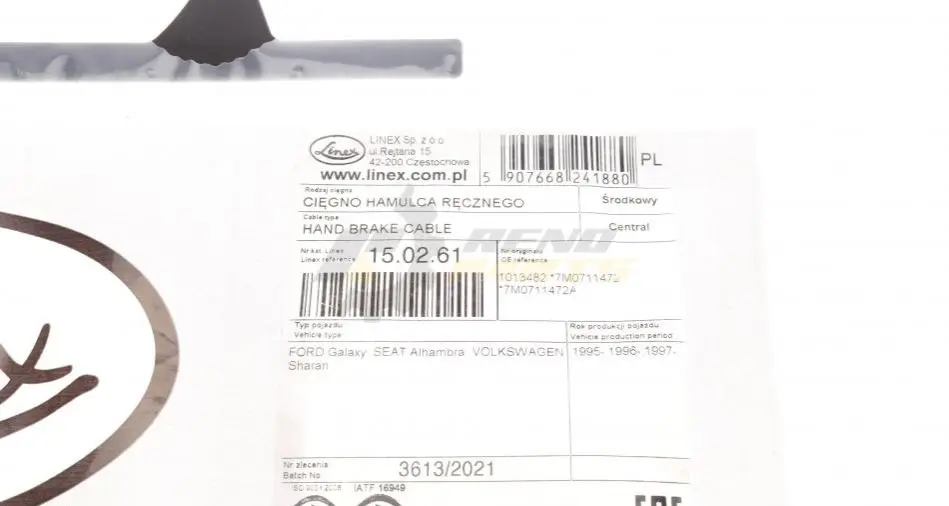 Linex
LINEX Sp. z o o
ul.Rejtana 15
42-200 Częstochowa
www.linex.com.pl
5 907668 241880
PL
Rodzaj cięgna
CIĘGNO HAMULCA RĘCZNEGO
Środkowy
Cable type
HAND BRAKE CABLE
Central
Nr kat. Linex
Linex reference
15.02.61
Nr oryginału
OE reference
1013482 *7M0711472
*7M0711472A
Typ pojazdu
Vehicle type
Rok produkcji pojazdu
Vehicle production period
FORD Galaxy SEAT Alhambra VOLKSWAGEN
Sharan
1995- 1996- 1997-
Nr zlecenia
Batch No
3613/2021
IATF 16949